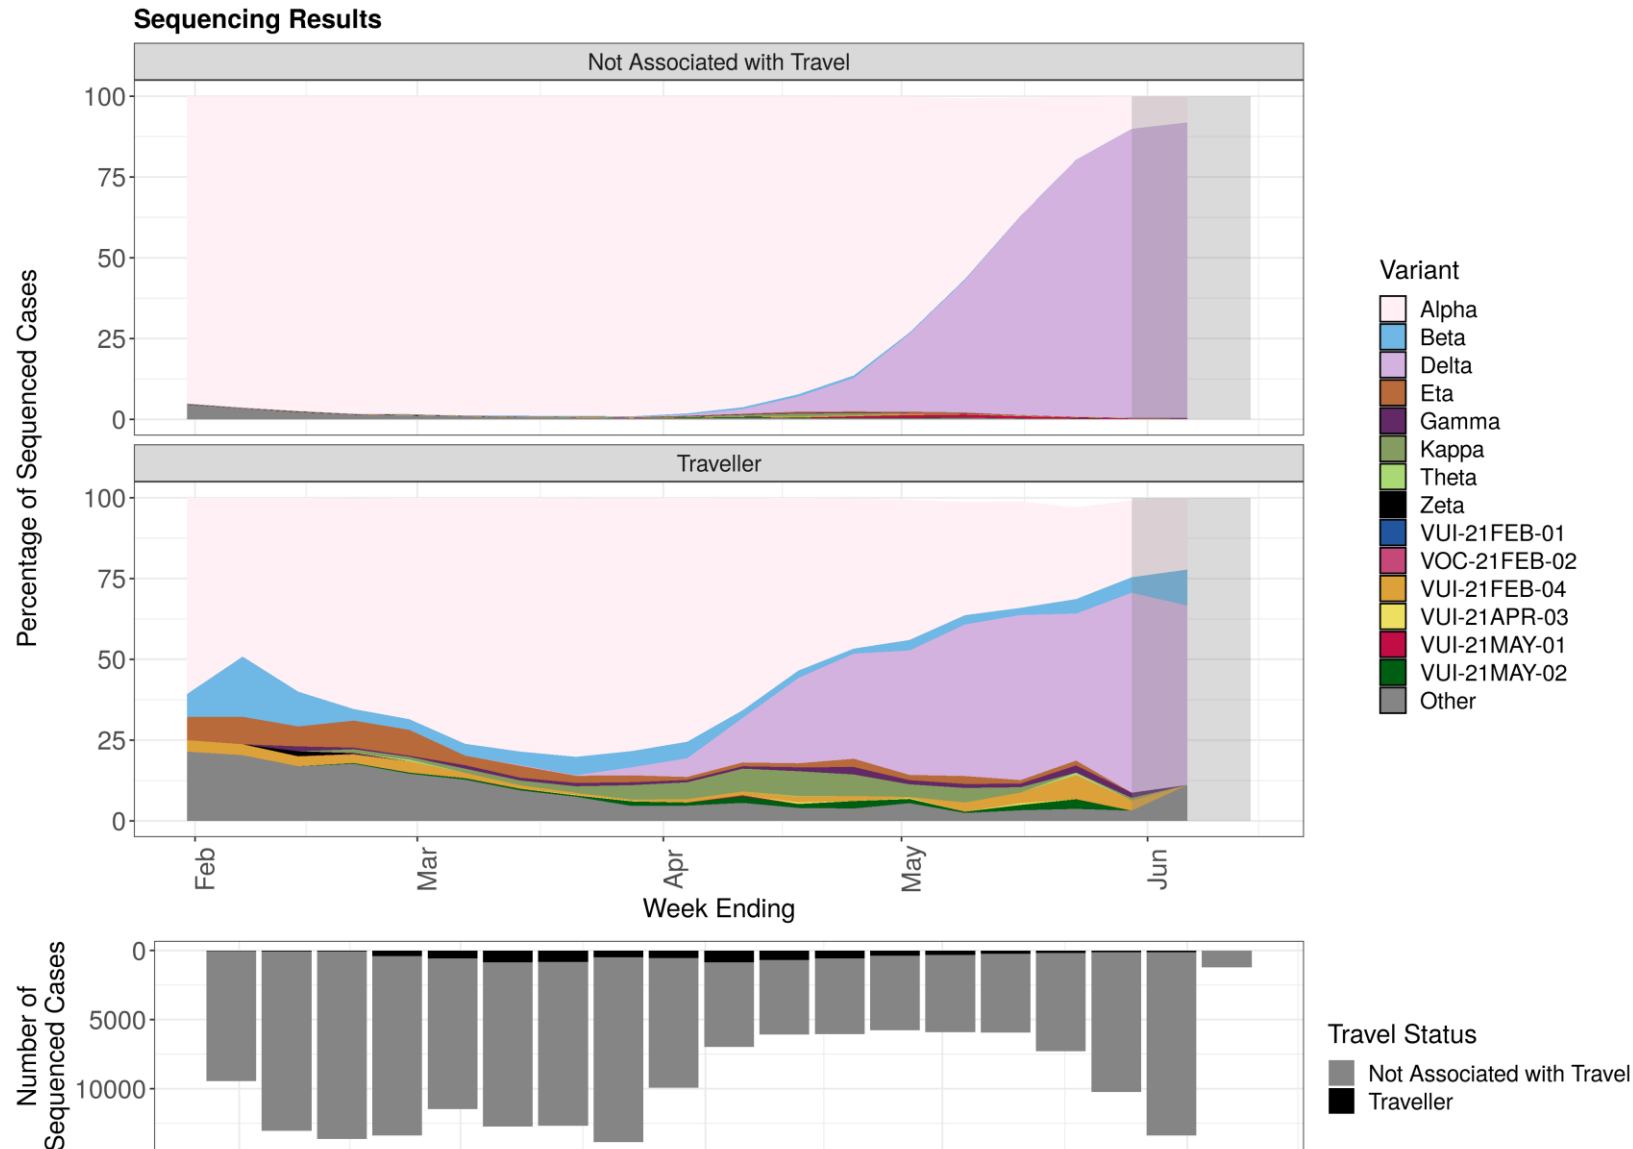 Sequencing Results
Not Associated with Travel
100
75
50
25
0
Traveller
100
75
50
25
0
Percentage of Sequenced Cases
Feb
Mar
Apr
May
Jun
Week Ending
Variant
Alpha
Beta
Delta
Eta
Gamma
Kappa
Theta
Zeta
VUI-21FEB-01
VOC-21FEB-02
VUI-21FEB-04
VUI-21APR-03
VUI-21MAY-01
VUI-21MAY-02
Other
Number of
Sequenced Cases
0
5000
10000
Travel Status
Not Associated with Travel
Traveller